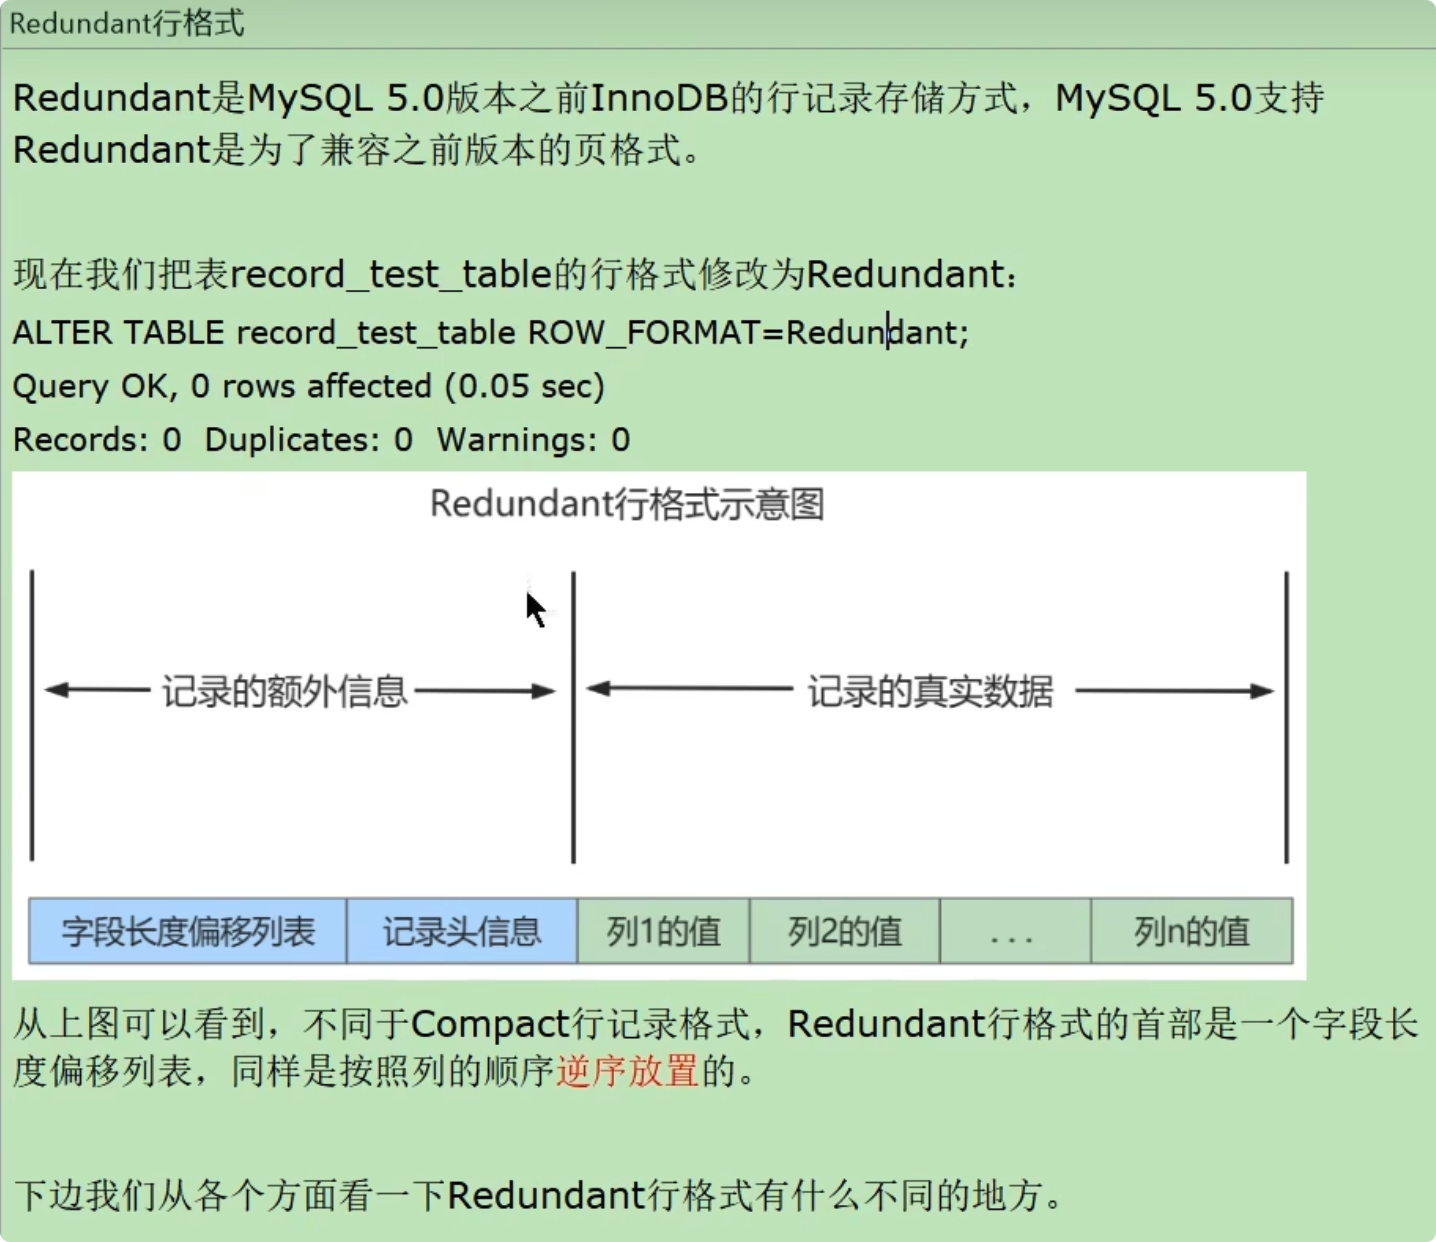 Redundant行格式
Redundant是MySQL 5.0版本之前InnoDB的行记录存储方式，MySQL 5.0支持
Redundant是为了兼容之前版本的页格式。
现在我们把表record_test_table的行格式修改为Redundant：
ALTER TABLE record_test_table ROW_FORMAT=Redundant;
Query OK, 0 rows affected (0.05 sec)
Records: 0  Duplicates: 0  Warnings: 0
Redundant行格式示意图
记录的额外信息 记录的真实数据
字段长度偏移列表 记录头信息 列1的值 列2的值 ... 列n的值
从上图可以看到，不同于Compact行记录格式，Redundant行格式的首部是一个字段长
度偏移列表，同样是按照列的顺序逆序放置的。
下边我们从各个方面看一下Redundant行格式有什么不同的地方。